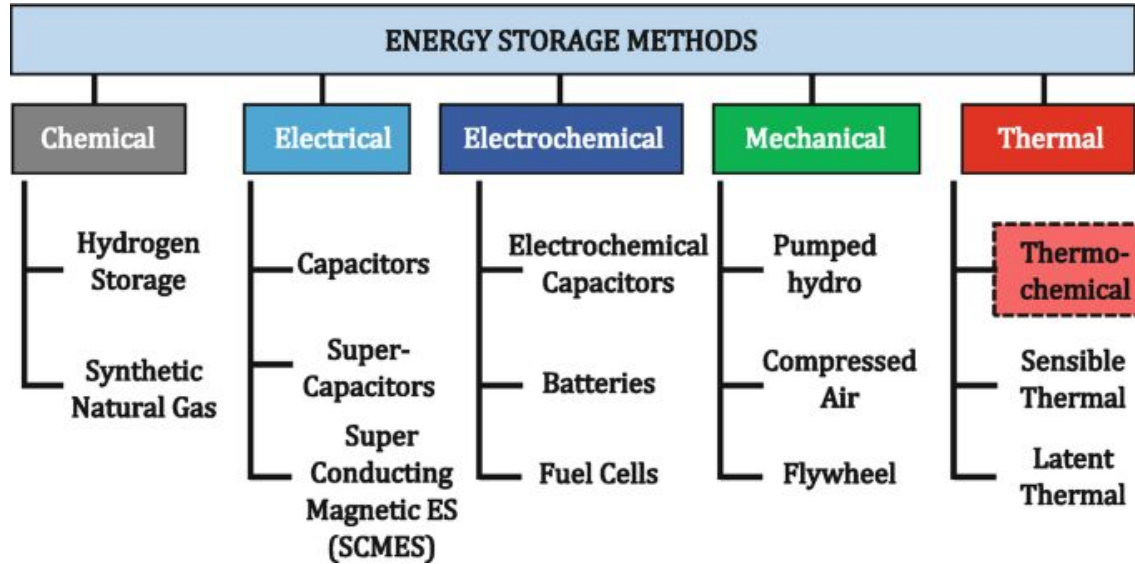 ENERGY STORAGE METHODS
Chemical
Electrical
Electrochemical
Mechanical
Thermal
Hydrogen
Storage
Synthetic
Natural Gas
Capacitors
Super-
Capacitors
Super
Conducting
Magnetic ES
(SCMES)
Electrochemical
Capacitors
Batteries
Fuel Cells
Pumped
hydro
Compressed
Air
Flywheel
Thermo-
chemical
Sensible
Thermal
Latent
Thermal